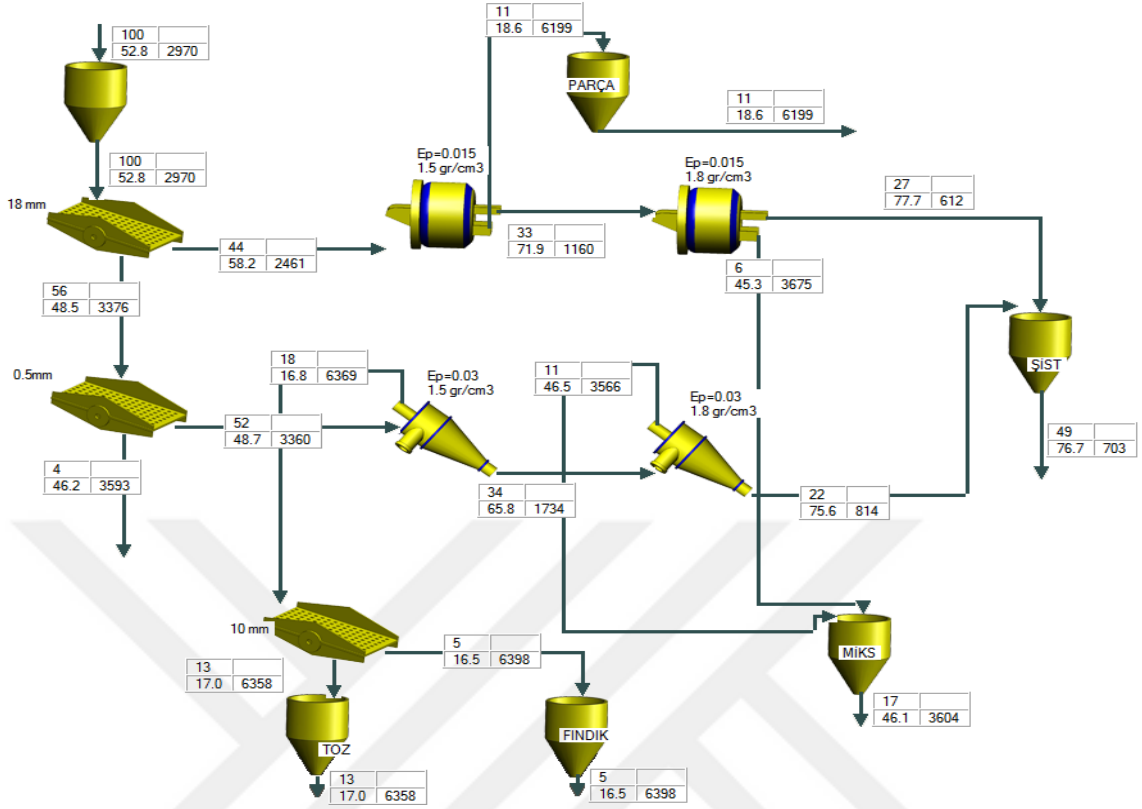 100
52.8 2970
100
52.8 2970
18 mm
44
58.2 2461
56
48.5 3376
0.5mm
4
46.2 3593
52
48.7 3360
18
16.8 6369
Ep=0.015
1.5 gr/cm3
11
18.6 6199
PARÇA
11
18.6 6199
33
71.9 1160
Ep=0.015
1.8 gr/cm3
27
77.7 612
6
45.3 3675
Ep=0.03
1.5 gr/cm3
34
65.8 1734
11
46.5 3566
Ep=0.03
1.8 gr/cm3
22
75.6 814
ŞİST
49
76.7 703
10 mm
13
17.0 6358
TOZ
13
17.0 6358
5
16.5 6398
FINDIK
5
16.5 6398
MİKS
17
46.1 3604